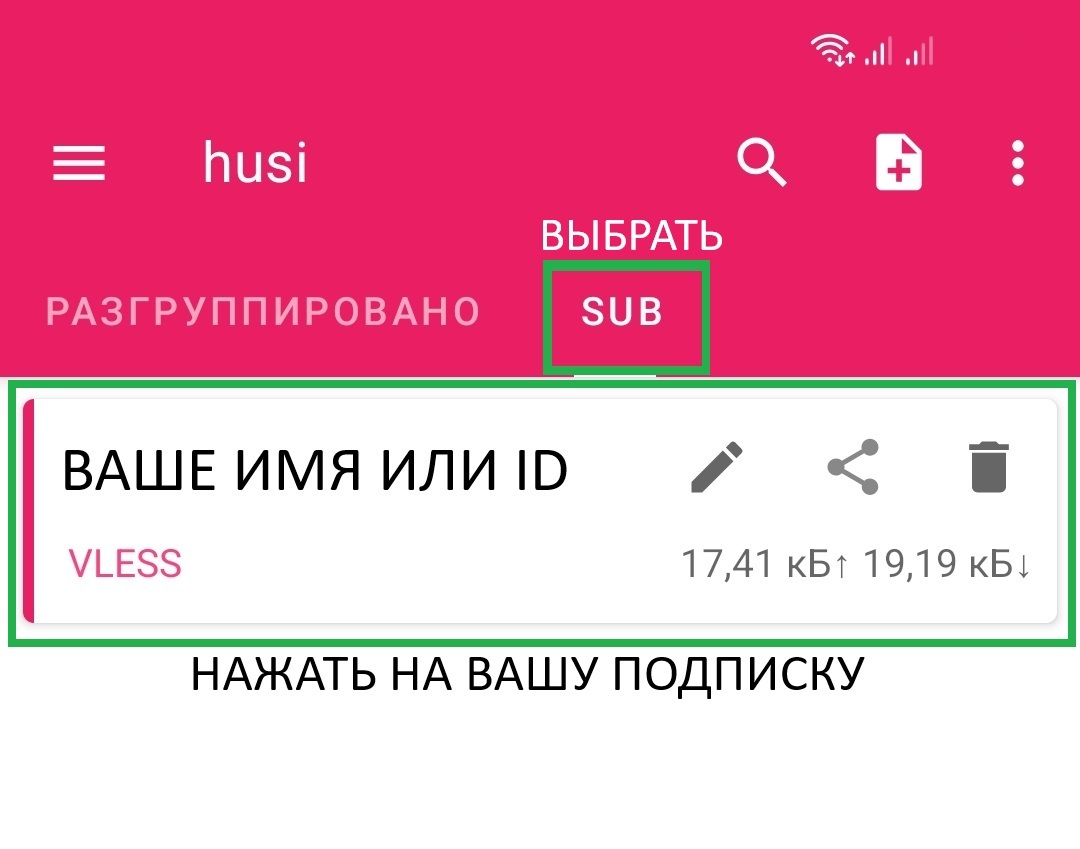 husi
ВЫБРАТЬ
РАЗГРУППИРОВАНО SUB
ВАШЕ ИМЯ ИЛИ ID
VLESS 17,41 кБ↑ 19,19 кБ↓
НАЖАТЬ НА ВАШУ ПОДПИСКУ